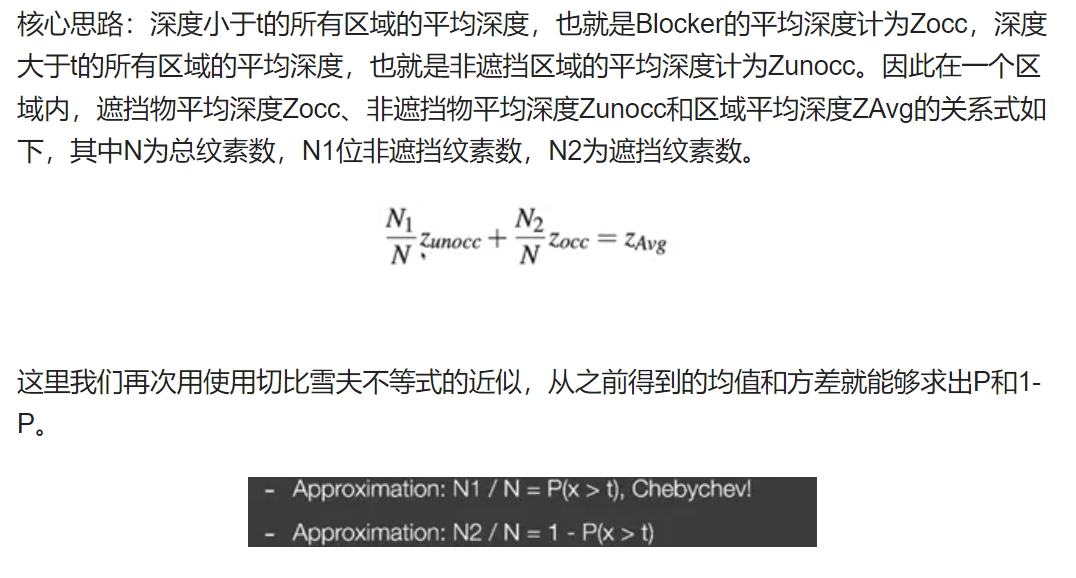 核心思路：深度小于t的所有区域的平均深度，也就是Blocker的平均深度计为Zocc，深度
大于t的所有区域的平均深度，也就是非遮挡区域的平均深度计为Zunocc。因此在一个区
域内，遮挡物平均深度Zocc、非遮挡物平均深度Zunocc和区域平均深度ZAvg的关系式如
下，其中N为总纹素数，N1位非遮挡纹素数，N2为遮挡纹素数。
N₁/N z_unocc + N₂/N z_occ = z_Avg
这里我们再次用使用切比雪夫不等式的近似，从之前得到的均值和方差就能够求出P和1-
P。
- Approximation: N1 / N = P(x > t), Chebychev!
- Approximation: N2 / N = 1 - P(x > t)